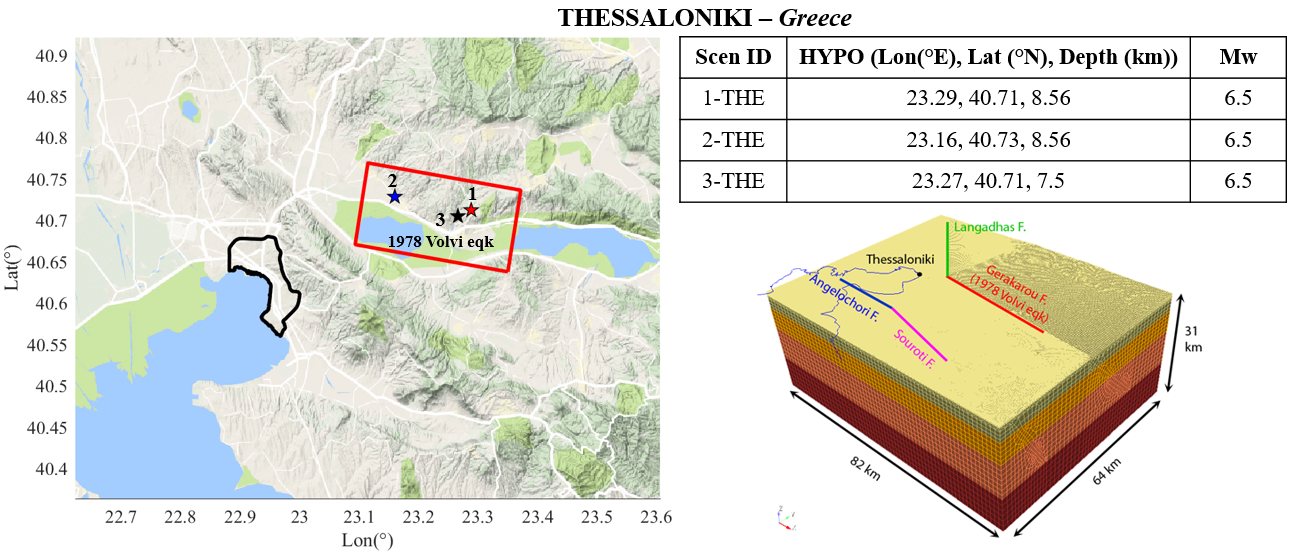 THESSALONIKI – Greece
Scen ID HYPO (Lon(°E), Lat (°N), Depth (km)) Mw
1-THE 23.29, 40.71, 8.56 6.5
2-THE 23.16, 40.73, 8.56 6.5
3-THE 23.27, 40.71, 7.5 6.5
Lat(°)
40.9
40.85
40.8
40.75
40.7
40.65
40.6
40.55
40.5
40.45
40.4
2
1
3
1978 Volvi eqk
22.7 22.8 22.9 23 23.1 23.2 23.3 23.4 23.5 23.6
Lon(°)
Langadhas F.
Thessaloniki
Gerakarou F.
(1978 Volvi eqk)
Angelochori F.
Souroti F.
31
km
82 km
64 km